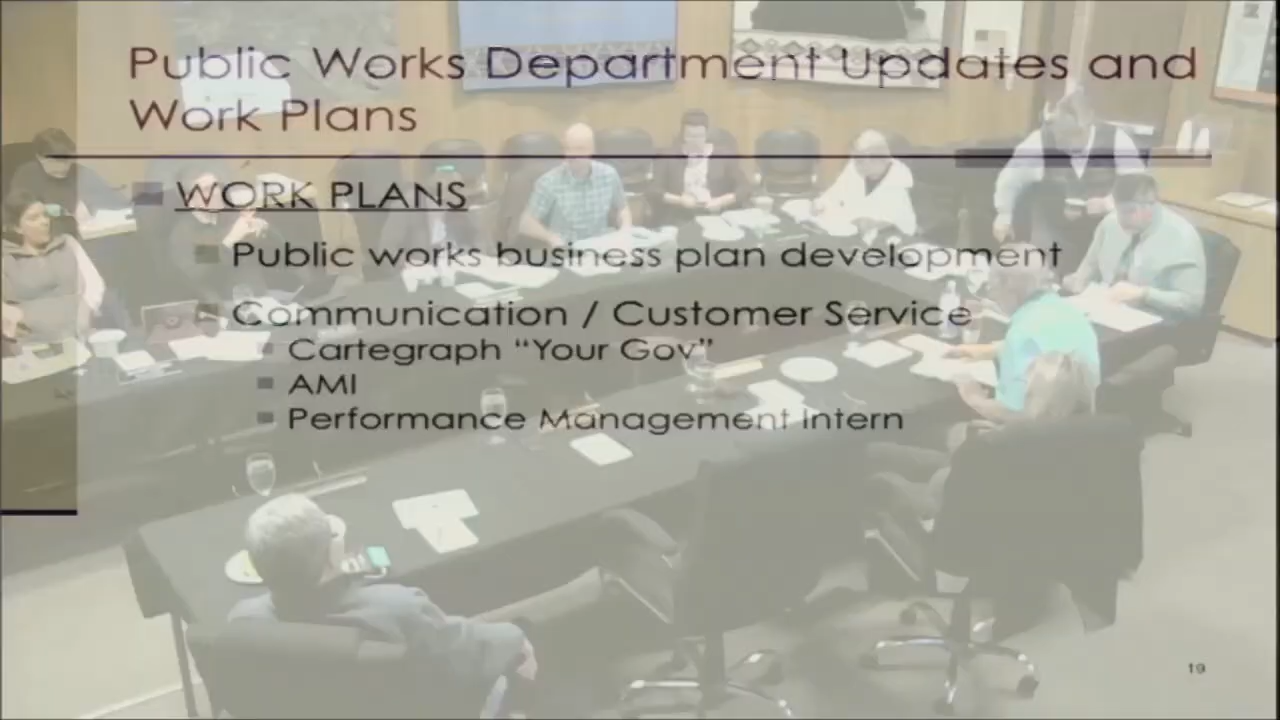 Public Works Department Updates and
Work Plans
WORK PLANS
Public works business plan development
Communication / Customer Service
Cartegraph “Your Gov”
AMI
Performance Management Intern
19